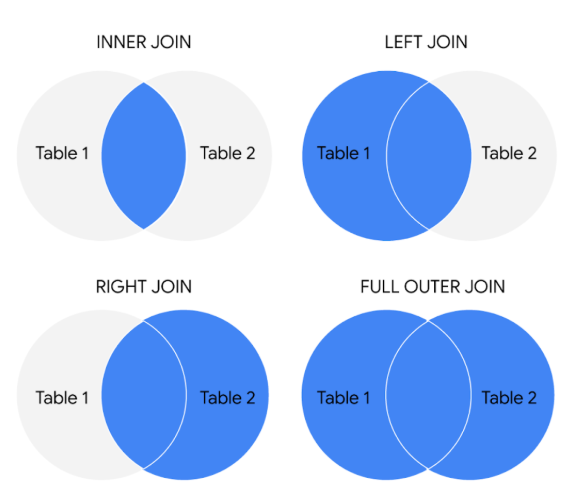 INNER JOIN
LEFT JOIN
Table 1
Table 2
Table 1
Table 2
RIGHT JOIN
FULL OUTER JOIN
Table 1
Table 2
Table 1
Table 2